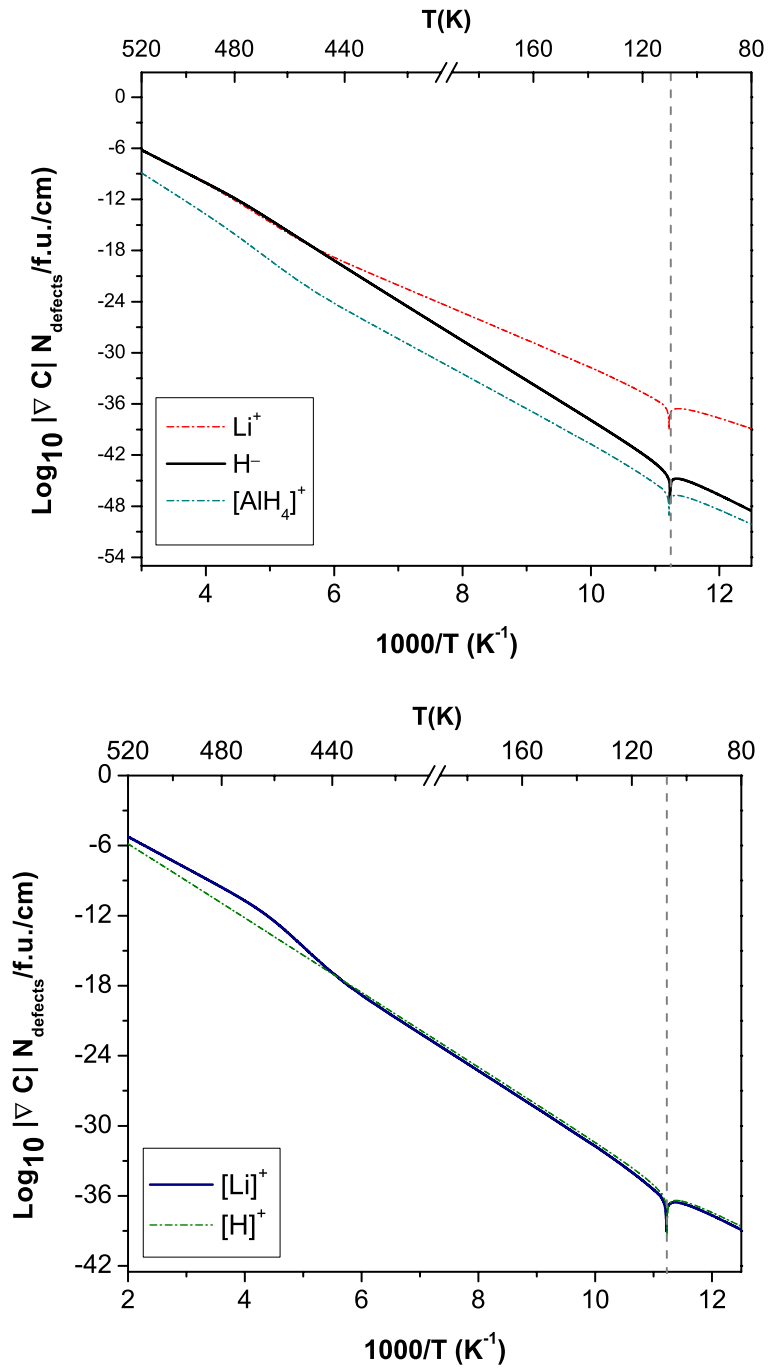 T(K)
520 480 440 160 120 80
0
-6
-12
-18
-24
-30
-36
-42
-48
-54
Log10 |∇ C| Ndefects/f.u./cm)
Li+
H−
[AlH4]+
4 6 8 10 12
1000/T (K-1)
T(K)
520 480 440 160 120 80
0
-6
-12
-18
-24
-30
-36
-42
Log10 |∇ C| Ndefects/f.u./cm)
[Li]+
[H]+
2 4 6 8 10 12
1000/T (K-1)